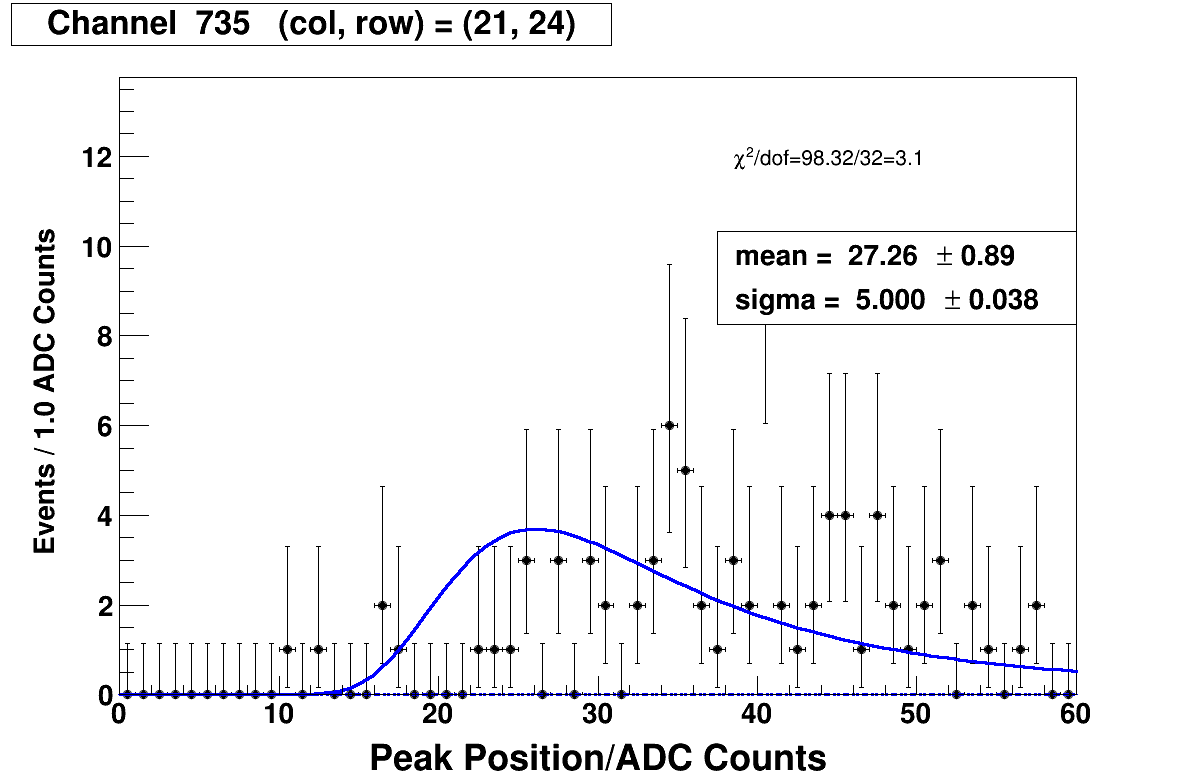 Channel 735 (col, row) = (21, 24)
12
10
8
6
4
2
0
Events / 1.0 ADC Counts
χ²/dof=98.32/32=3.1
mean = 27.26 ± 0.89
sigma = 5.000 ± 0.038
0 10 20 30 40 50 60
Peak Position/ADC Counts